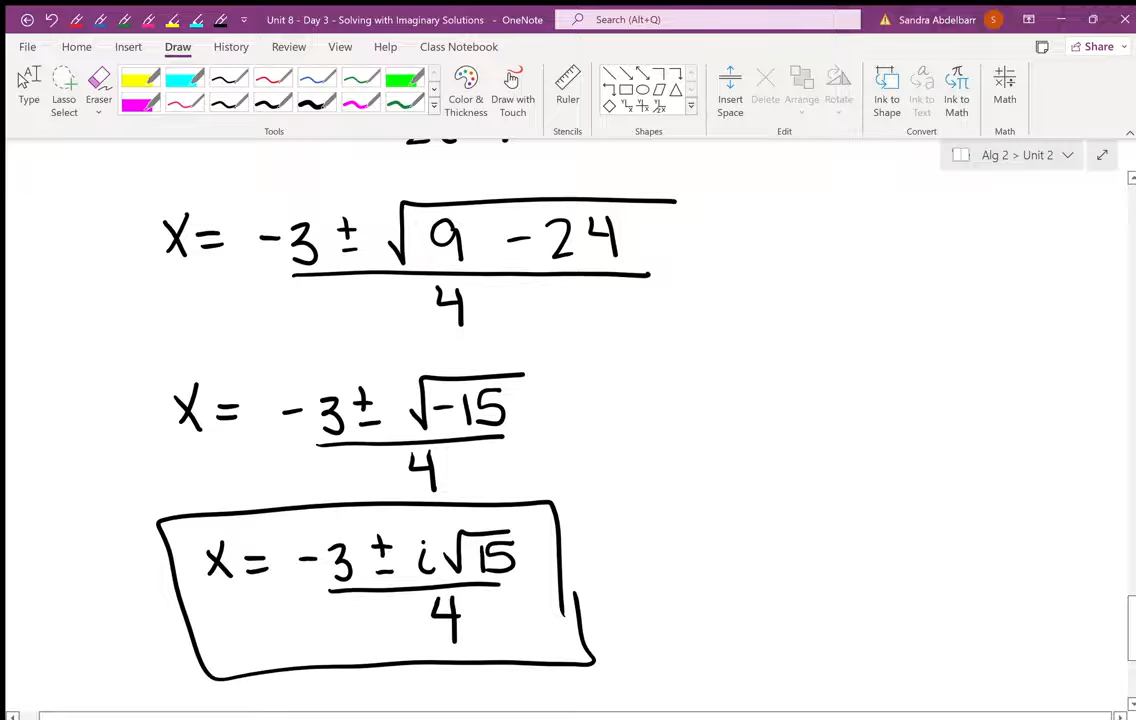 Unit 8 - Day 3 - Solving with Imaginary Solutions - OneNote
Search (Alt+Q)
Sandra Abdelbarr S
File Home Insert Draw History Review View Help Class Notebook Share
Type Lasso Select Eraser Color & Thickness Draw with Touch Ruler Insert Space Delete Arrange Rotate Ink to Shape Ink to Text Ink to Math Math
Tools Stencils Shapes Edit Convert Math
Alg 2 > Unit 2
X = -3 ± √9 - 24
4
X = -3 ± √-15
4
X = -3 ± i√15
4